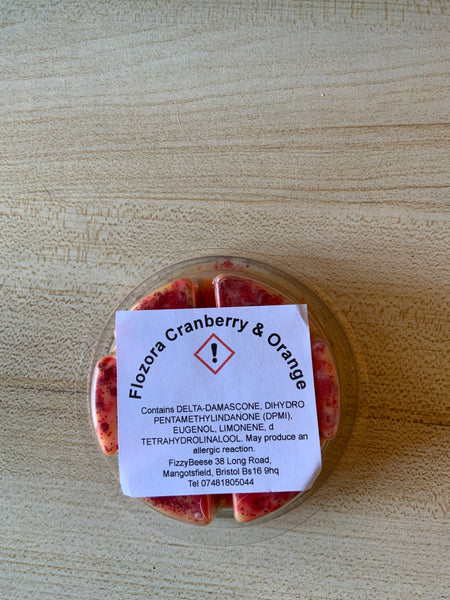 Flozora Cranberry & Orange
!
Contains DELTA-DAMASCONE, DIHYDRO
PENTAMETHYLINDANONE (DPMI),
EUGENOL, LIMONENE, d
TETRAHYDROLINALOOL. May produce an
allergic reaction.
FizzyBeese 38 Long Road,
Mangotsfield, Bristol Bs16 9hq
Tel 07481805044